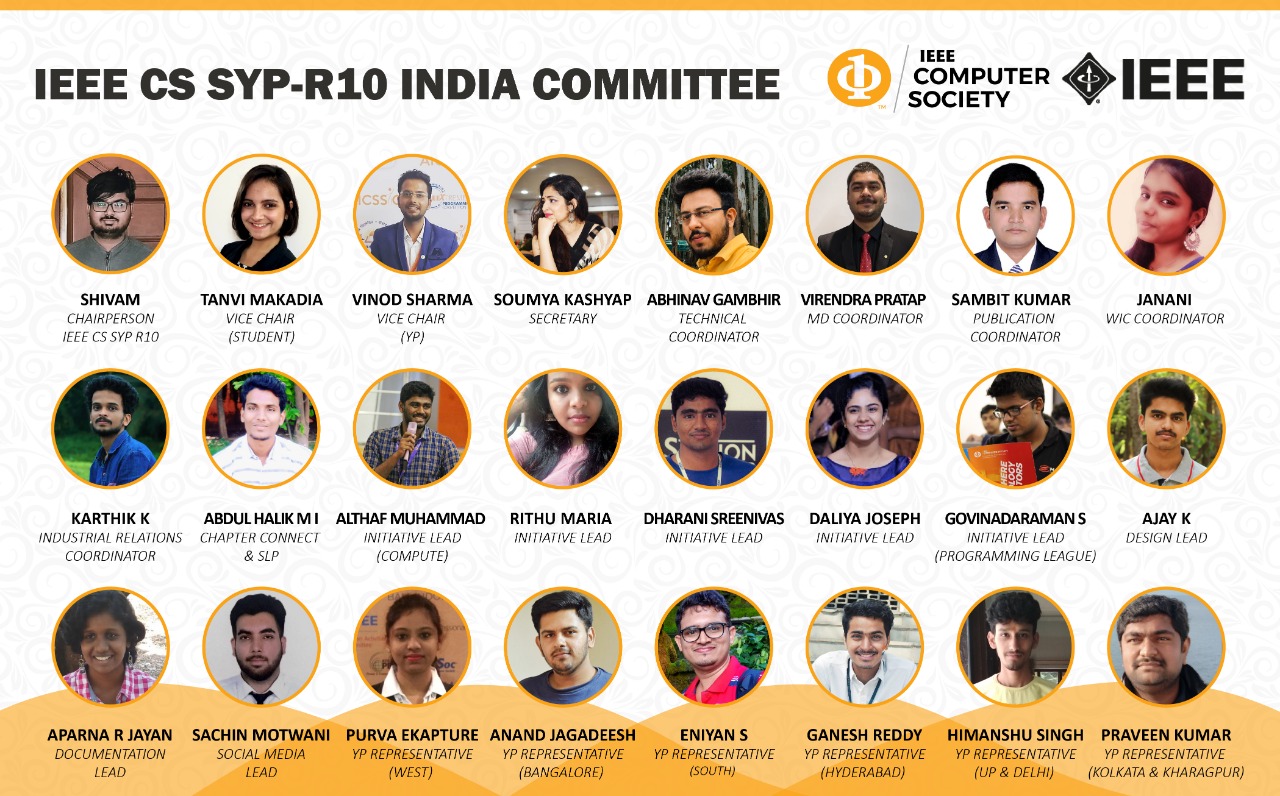 IEEE CS SYP-R10 INDIA COMMITTEE
IEEE
COMPUTER
SOCIETY
TM
IEEE
SHIVAM
CHAIRPERSON
IEEE CS SYP R10
TANVI MAKADIA
VICE CHAIR
(STUDENT)
VINOD SHARMA
VICE CHAIR
(YP)
SOUMYA KASHYAP
SECRETARY
ABHINAV GAMBHIR
TECHNICAL
COORDINATOR
VIRENDRA PRATAP
MD COORDINATOR
SAMBIT KUMAR
PUBLICATION
COORDINATOR
JANANI
WIC COORDINATOR
KARTHIK K
INDUSTRIAL RELATIONS
COORDINATOR
ABDUL HALIK M I
CHAPTER CONNECT
& SLP
ALTHAF MUHAMMAD
INITIATIVE LEAD
(COMPUTE)
RITHU MARIA
INITIATIVE LEAD
DHARANI SREENIVAS
INITIATIVE LEAD
DALIYA JOSEPH
INITIATIVE LEAD
GOVINADARAMAN S
INITIATIVE LEAD
(PROGRAMMING LEAGUE)
AJAY K
DESIGN LEAD
APARNA R JAYAN
DOCUMENTATION
LEAD
SACHIN MOTWANI
SOCIAL MEDIA
LEAD
PURVA EKAPTURE
YP REPRESENTATIVE
(WEST)
ANAND JAGADEESH
YP REPRESENTATIVE
(BANGALORE)
ENIYAN S
YP REPRESENTATIVE
(SOUTH)
GANESH REDDY
YP REPRESENTATIVE
(HYDERABAD)
HIMANSHU SINGH
YP REPRESENTATIVE
(UP & DELHI)
PRAVEEN KUMAR
YP REPRESENTATIVE
(KOLKATA & KHARAGPUR)